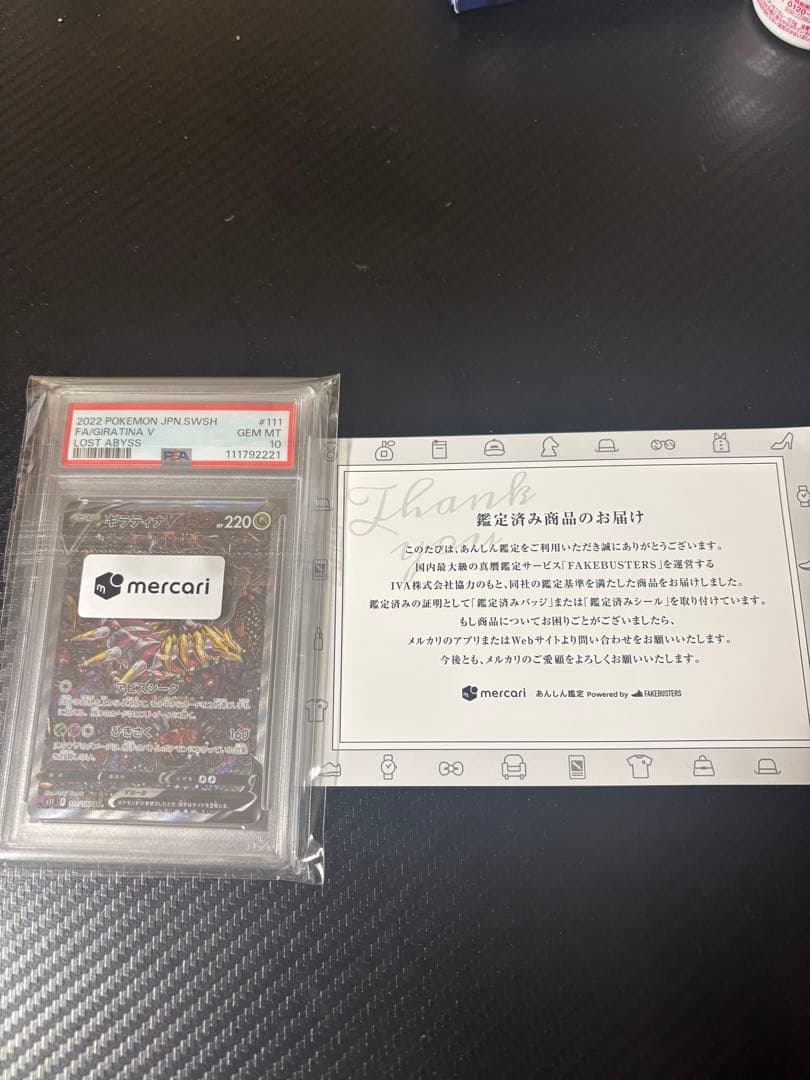 0120-
2022 POKEMON JPN.SWSH #111
FA/GIRATINA V GEM MT
LOST ABYSS 10
PSA 111792221
ギラティナV HP 220
mercari
アビスシーク
ひきさく 160
Vルール
s11
Thank you
鑑定済み商品のお届け
このたびは、あんしん鑑定をご利用いただき誠にありがとうございます。
国内最大級の真贋鑑定サービス「FAKEBUSTERS」を運営する
IVA株式会社協力のもと、同社の鑑定基準を満たした商品をお届けしました。
鑑定済みの証明として「鑑定済みバッジ」または「鑑定済みシール」を取り付けています。
もし商品についてお困りごとがございましたら、
メルカリのアプリまたはWebサイトより問い合わせをお願いいたします。
今後とも、メルカリのご愛顧をよろしくお願いいたします。
mercari あんしん鑑定 Powered by FAKEBUSTERS